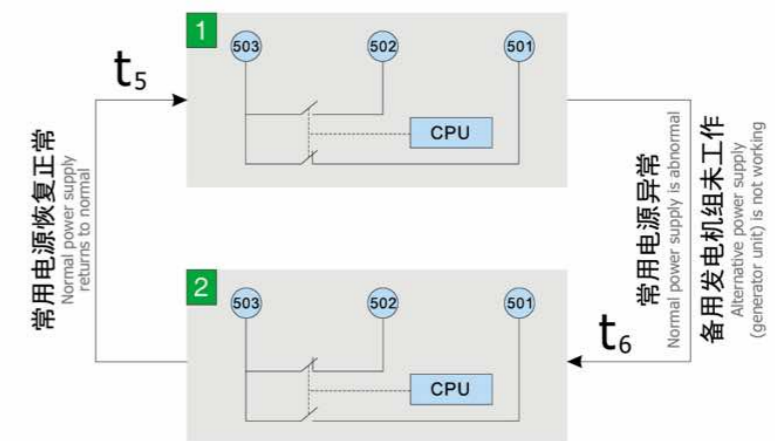 1
503
502
501
CPU
t5
常用电源恢复正常
Normal power supply
returns to normal
常用电源异常
Normal power supply is abnormal
备用发电机组未工作
Alternative power supply
(generator unit) is not working
2
503
502
501
CPU
t6